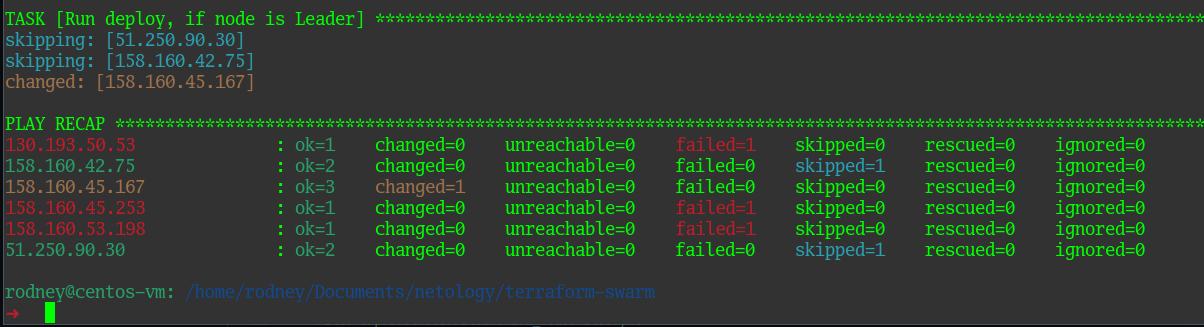 TASK [Run deploy, if node is Leader] ***********************************************************************************
skipping: [51.250.90.30]
skipping: [158.160.42.75]
changed: [158.160.45.167]
PLAY RECAP *************************************************************************************************************
130.193.50.53 : ok=1 changed=0 unreachable=0 failed=1 skipped=0 rescued=0 ignored=0
158.160.42.75 : ok=2 changed=0 unreachable=0 failed=0 skipped=1 rescued=0 ignored=0
158.160.45.167 : ok=3 changed=1 unreachable=0 failed=0 skipped=0 rescued=0 ignored=0
158.160.45.253 : ok=1 changed=0 unreachable=0 failed=1 skipped=0 rescued=0 ignored=0
158.160.53.198 : ok=1 changed=0 unreachable=0 failed=1 skipped=0 rescued=0 ignored=0
51.250.90.30 : ok=2 changed=0 unreachable=0 failed=0 skipped=1 rescued=0 ignored=0
rodney@centos-vm: /home/rodney/Documents/netology/terraform-swarm
→